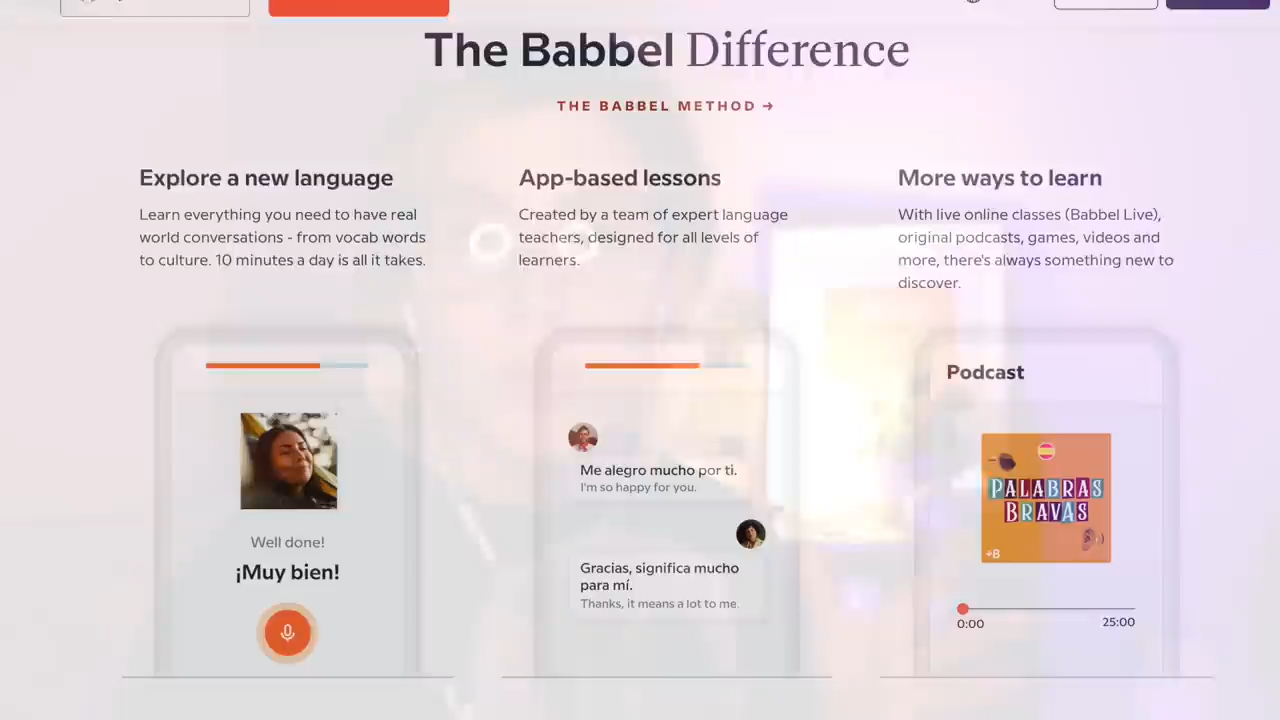 The Babbel Difference
THE BABBEL METHOD →
Explore a new language
Learn everything you need to have real
world conversations - from vocab words
to culture. 10 minutes a day is all it takes.
App-based lessons
Created by a team of expert language
teachers, designed for all levels of
learners.
More ways to learn
With live online classes (Babbel Live),
original podcasts, games, videos and
more, there's always something new to
discover.
Well done!
¡Muy bien!
Me alegro mucho por ti.
I'm so happy for you.
Gracias, significa mucho
para mí.
Thanks, it means a lot to me.
Podcast
PALABRAS
BRAVAS
+B
0:00
25:00